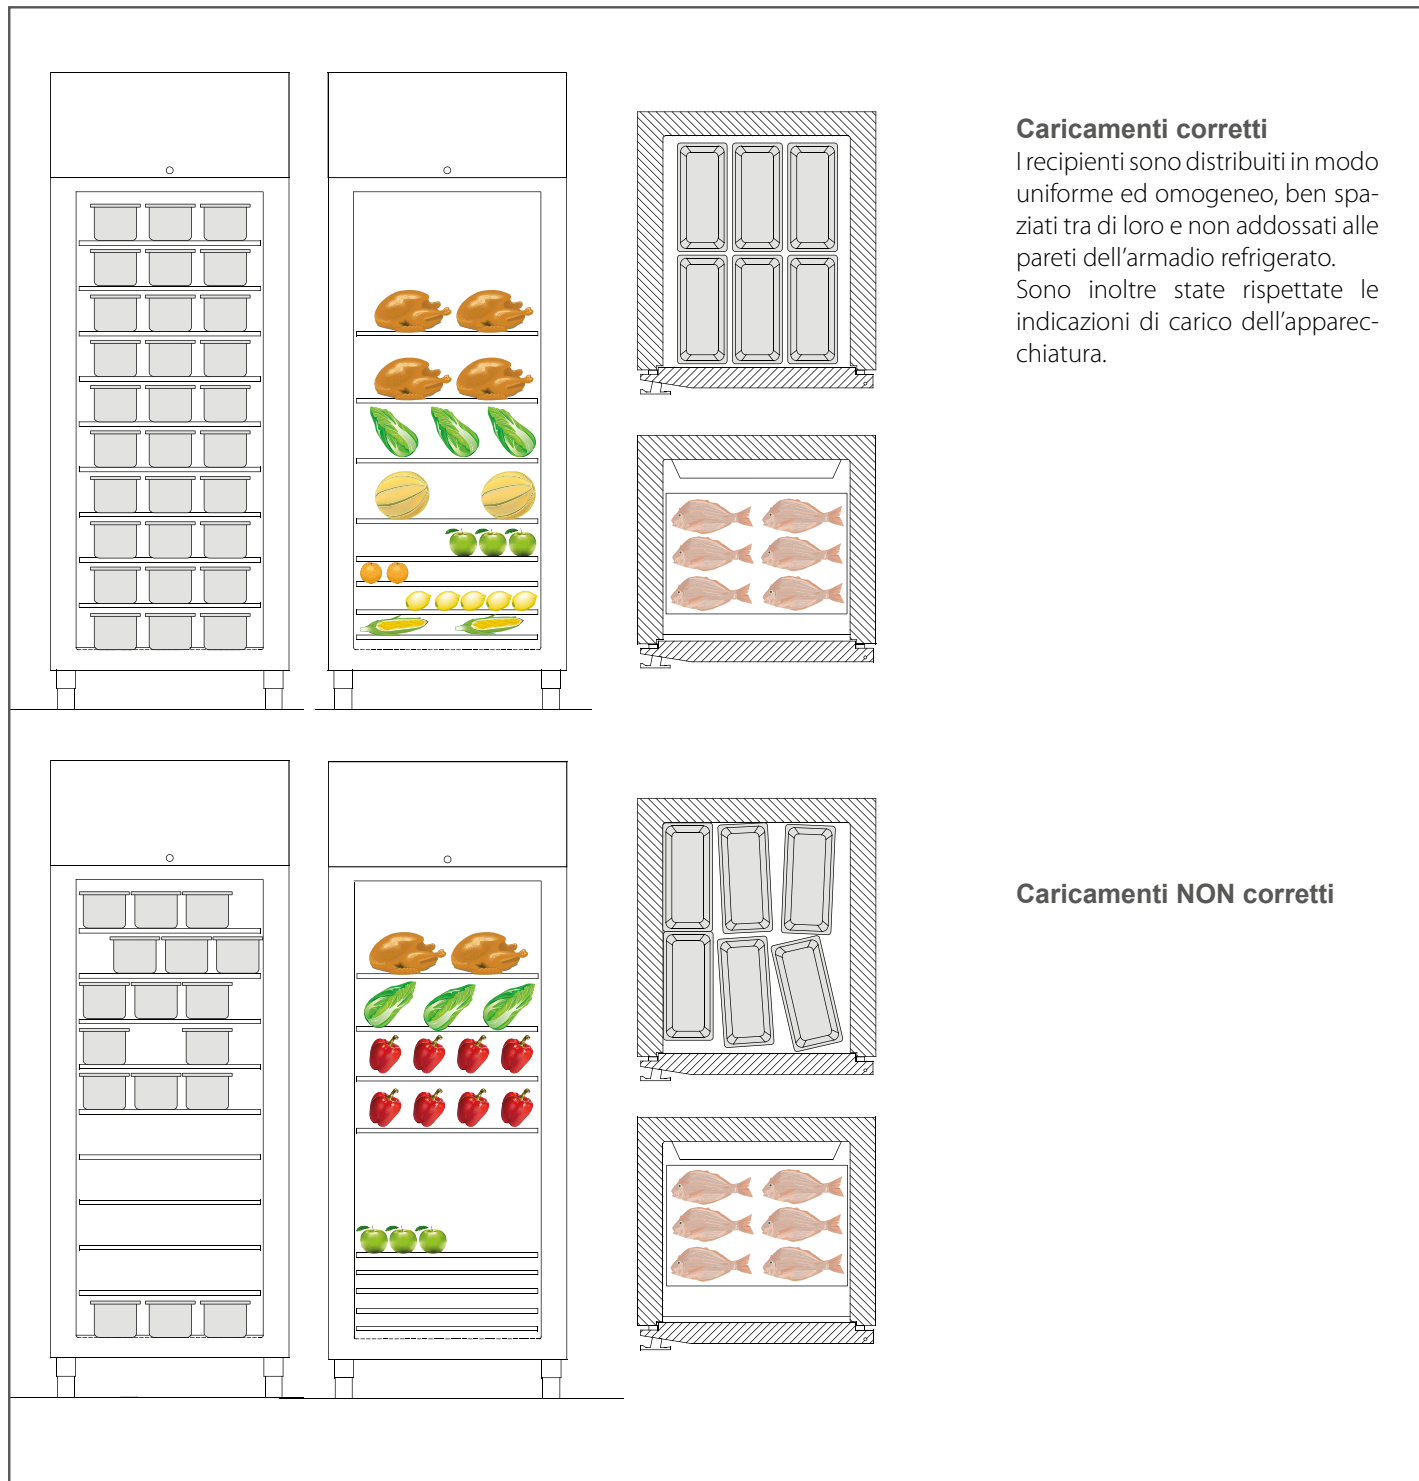 Caricamenti corretti
I recipienti sono distribuiti in modo
uniforme ed omogeneo, ben spa-
ziati tra di loro e non addossati alle
pareti dell'armadio refrigerato.
Sono inoltre state rispettate le
indicazioni di carico dell'apparec-
chiatura.
Caricamenti NON corretti